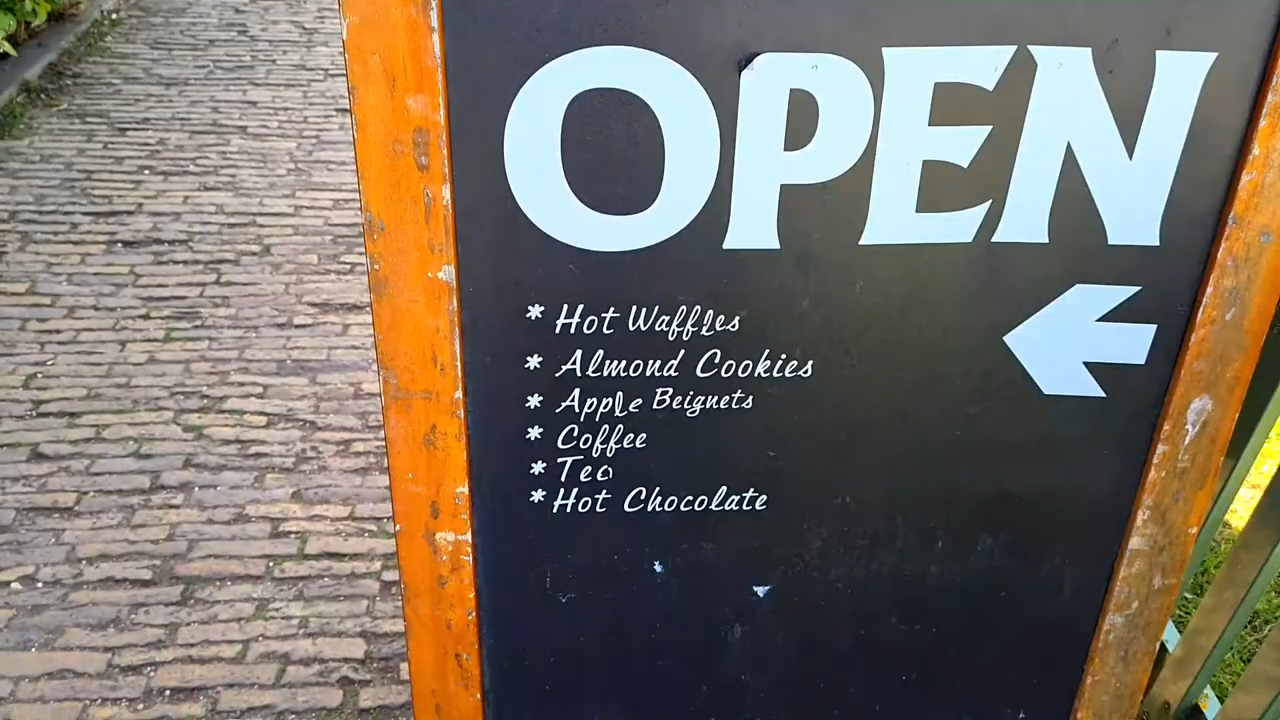 OPEN
* Hot Waffles
* Almond Cookies
* Apple Beignets
* Coffee
* Tea
* Hot Chocolate